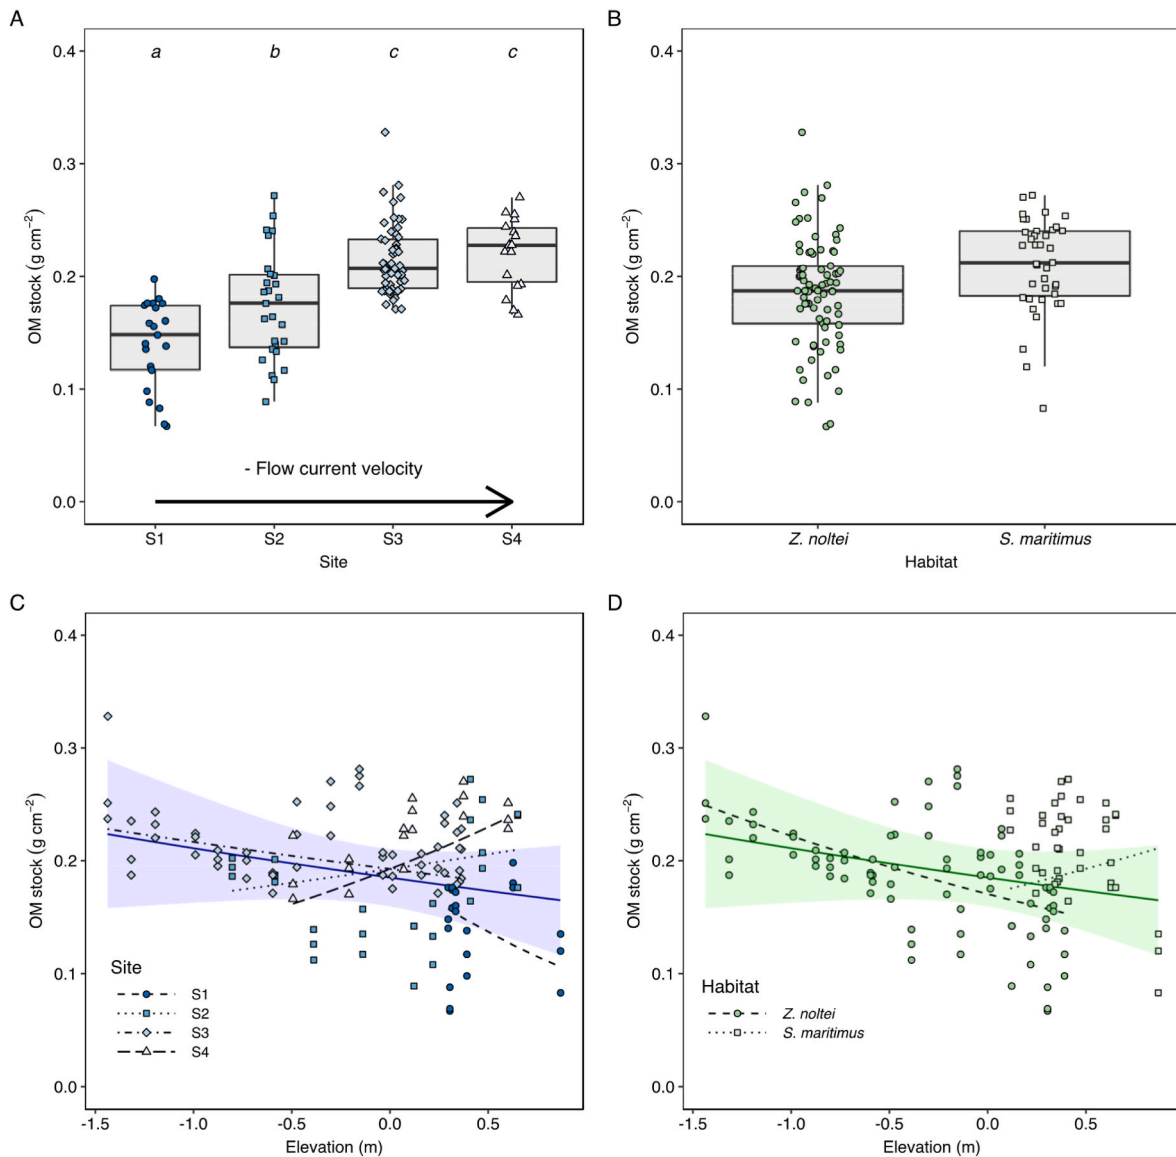 A
0.4
0.3
0.2
0.1
0.0
OM stock (g cm⁻²)
a b c c
- Flow current velocity
S1 S2 S3 S4
Site
B
0.4
0.3
0.2
0.1
0.0
OM stock (g cm⁻²)
Z. noltei S. maritimus
Habitat
C
0.4
0.3
0.2
0.1
0.0
OM stock (g cm⁻²)
Site
S1
S2
S3
S4
-1.5 -1.0 -0.5 0.0 0.5
Elevation (m)
D
0.4
0.3
0.2
0.1
0.0
OM stock (g cm⁻²)
Habitat
Z. noltei
S. maritimus
-1.5 -1.0 -0.5 0.0 0.5
Elevation (m)